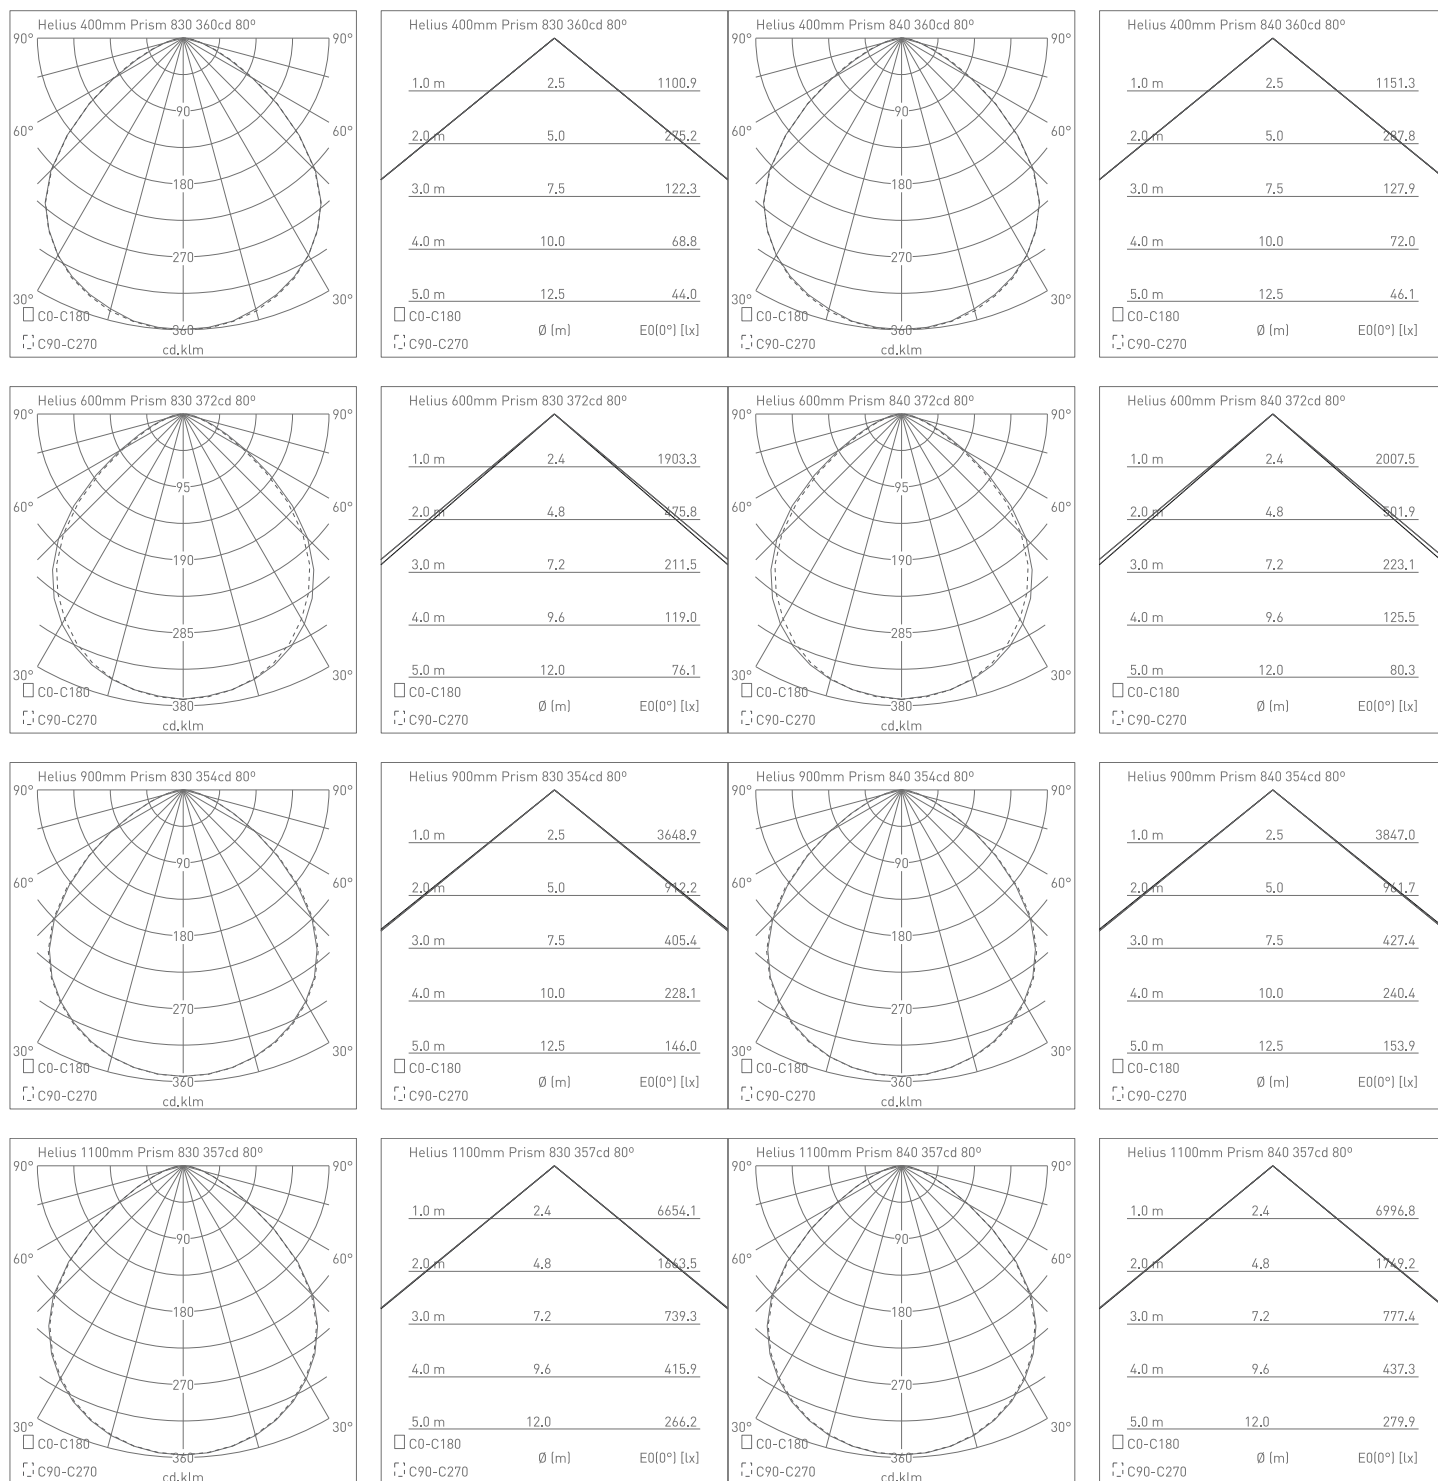 Helius 400mm Prism 830 360cd 80º
90°
90°
90
60°
60°
180
270
30°
30°
C0-C180
360
C90-C270
cd.klm
Helius 400mm Prism 830 360cd 80º
1.0 m 2.5 1100.9
2.0 m 5.0 275.2
3.0 m 7.5 122.3
4.0 m 10.0 68.8
5.0 m 12.5 44.0
C0-C180
Ø (m) E0(0°) [lx]
C90-C270
Helius 400mm Prism 840 360cd 80º
90°
90°
90
60°
60°
180
270
30°
30°
C0-C180
360
C90-C270
cd.klm
Helius 400mm Prism 840 360cd 80º
1.0 m 2.5 1151.3
2.0 m 5.0 287.8
3.0 m 7.5 127.9
4.0 m 10.0 72.0
5.0 m 12.5 46.1
C0-C180
Ø (m) E0(0°) [lx]
C90-C270
Helius 600mm Prism 830 372cd 80º
90°
90°
95
60°
60°
190
285
30°
30°
C0-C180
380
C90-C270
cd.klm
Helius 600mm Prism 830 372cd 80º
1.0 m 2.4 1903.3
2.0 m 4.8 475.8
3.0 m 7.2 211.5
4.0 m 9.6 119.0
5.0 m 12.0 76.1
C0-C180
Ø (m) E0(0°) [lx]
C90-C270
Helius 600mm Prism 840 372cd 80º
90°
90°
95
60°
60°
190
285
30°
30°
C0-C180
380
C90-C270
cd.klm
Helius 600mm Prism 840 372cd 80º
1.0 m 2.4 2007.5
2.0 m 4.8 501.9
3.0 m 7.2 223.1
4.0 m 9.6 125.5
5.0 m 12.0 80.3
C0-C180
Ø (m) E0(0°) [lx]
C90-C270
Helius 900mm Prism 830 354cd 80º
90°
90°
90
60°
60°
180
270
30°
30°
C0-C180
360
C90-C270
cd.klm
Helius 900mm Prism 830 354cd 80º
1.0 m 2.5 3648.9
2.0 m 5.0 912.2
3.0 m 7.5 405.4
4.0 m 10.0 228.1
5.0 m 12.5 146.0
C0-C180
Ø (m) E0(0°) [lx]
C90-C270
Helius 900mm Prism 840 354cd 80º
90°
90°
90
60°
60°
180
270
30°
30°
C0-C180
360
C90-C270
cd.klm
Helius 900mm Prism 840 354cd 80º
1.0 m 2.5 3847.0
2.0 m 5.0 961.7
3.0 m 7.5 427.4
4.0 m 10.0 240.4
5.0 m 12.5 153.9
C0-C180
Ø (m) E0(0°) [lx]
C90-C270
Helius 1100mm Prism 830 357cd 80º
90°
90°
90
60°
60°
180
270
30°
30°
C0-C180
360
C90-C270
cd.klm
Helius 1100mm Prism 830 357cd 80º
1.0 m 2.4 6654.1
2.0 m 4.8 1663.5
3.0 m 7.2 739.3
4.0 m 9.6 415.9
5.0 m 12.0 266.2
C0-C180
Ø (m) E0(0°) [lx]
C90-C270
Helius 1100mm Prism 840 357cd 80º
90°
90°
90
60°
60°
180
270
30°
30°
C0-C180
360
C90-C270
cd.klm
Helius 1100mm Prism 840 357cd 80º
1.0 m 2.4 6996.8
2.0 m 4.8 1749.2
3.0 m 7.2 777.4
4.0 m 9.6 437.3
5.0 m 12.0 279.9
C0-C180
Ø (m) E0(0°) [lx]
C90-C270